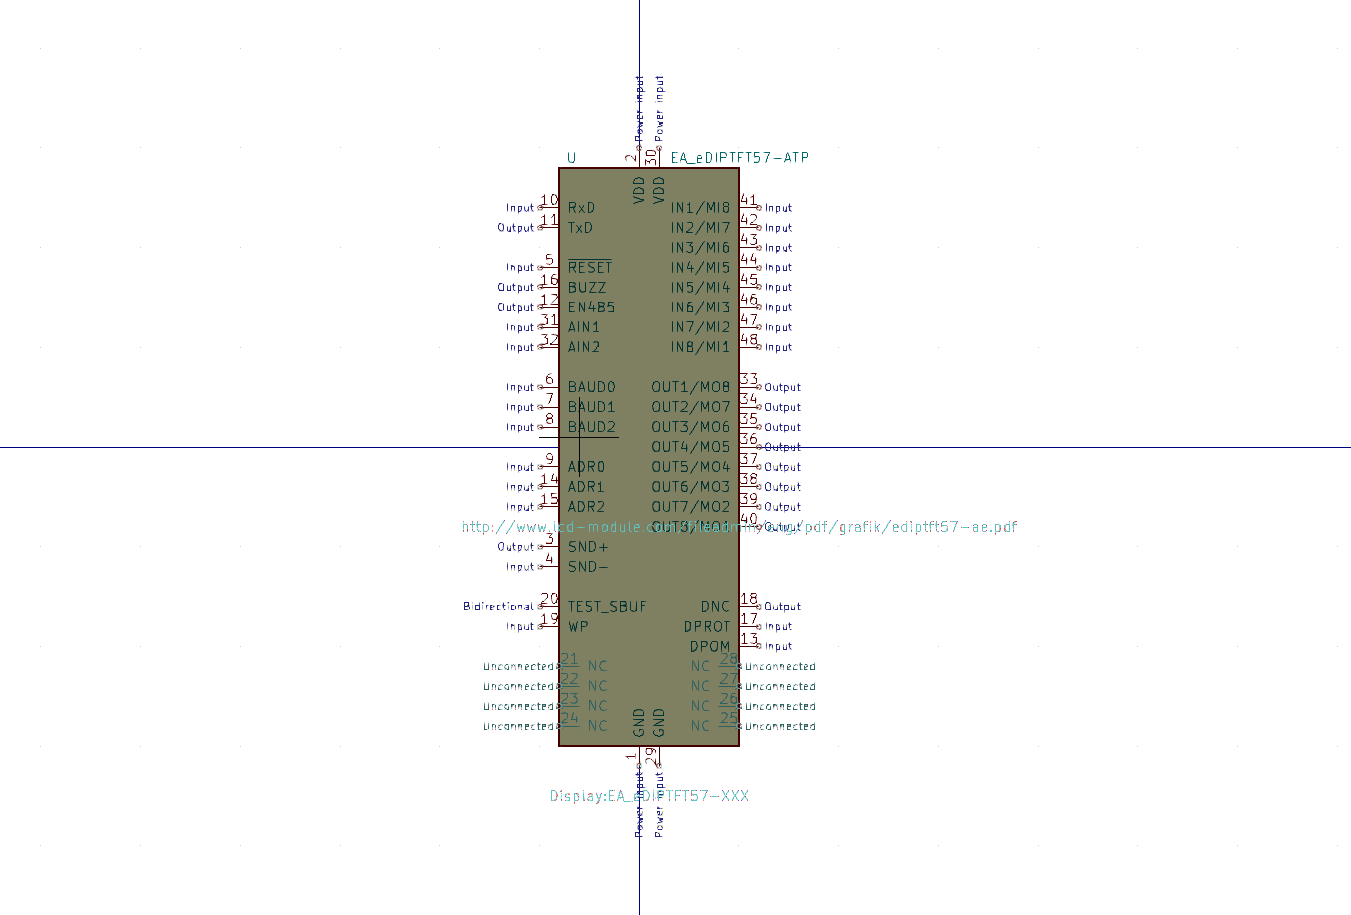 Power input Power input
U 2 30 EA_eDIPTFT57-ATP
VDD VDD
Input 10 RxD IN1/MI8 41 Input
Output 11 TxD IN2/MI7 42 Input
IN3/MI6 43 Input
Input 5 RESET IN4/MI5 44 Input
Output 16 BUZZ IN5/MI4 45 Input
Output 12 EN485 IN6/MI3 46 Input
Input 31 AIN1 IN7/MI2 47 Input
Input 32 AIN2 IN8/MI1 48 Input
Input 6 BAUD0 OUT1/MO8 33 Output
Input 7 BAUD1 OUT2/MO7 34 Output
Input 8 BAUD2 OUT3/MO6 35 Output
OUT4/MO5 36 Output
Input 9 ADR0 OUT5/MO4 37 Output
Input 14 ADR1 OUT6/MO3 38 Output
Input 15 ADR2 OUT7/MO2 39 Output
OUT8/MO1 40 Output
http://www.lcd-module.com/fileadmin/eng/pdf/grafik/ediptft57-ae.pdf
Output 3 SND+
Input 4 SND-
Bidirectional 20 TEST_SBUF DNC 18 Output
Input 19 WP DPROT 17 Input
DPOM 13 Input
Unconnected 21 NC NC 28 Unconnected
Unconnected 22 NC NC 27 Unconnected
Unconnected 23 NC NC 26 Unconnected
Unconnected 24 NC NC 25 Unconnected
GND GND
1 29
Power input Power input
Display:EA_eDIPTFT57-XXX